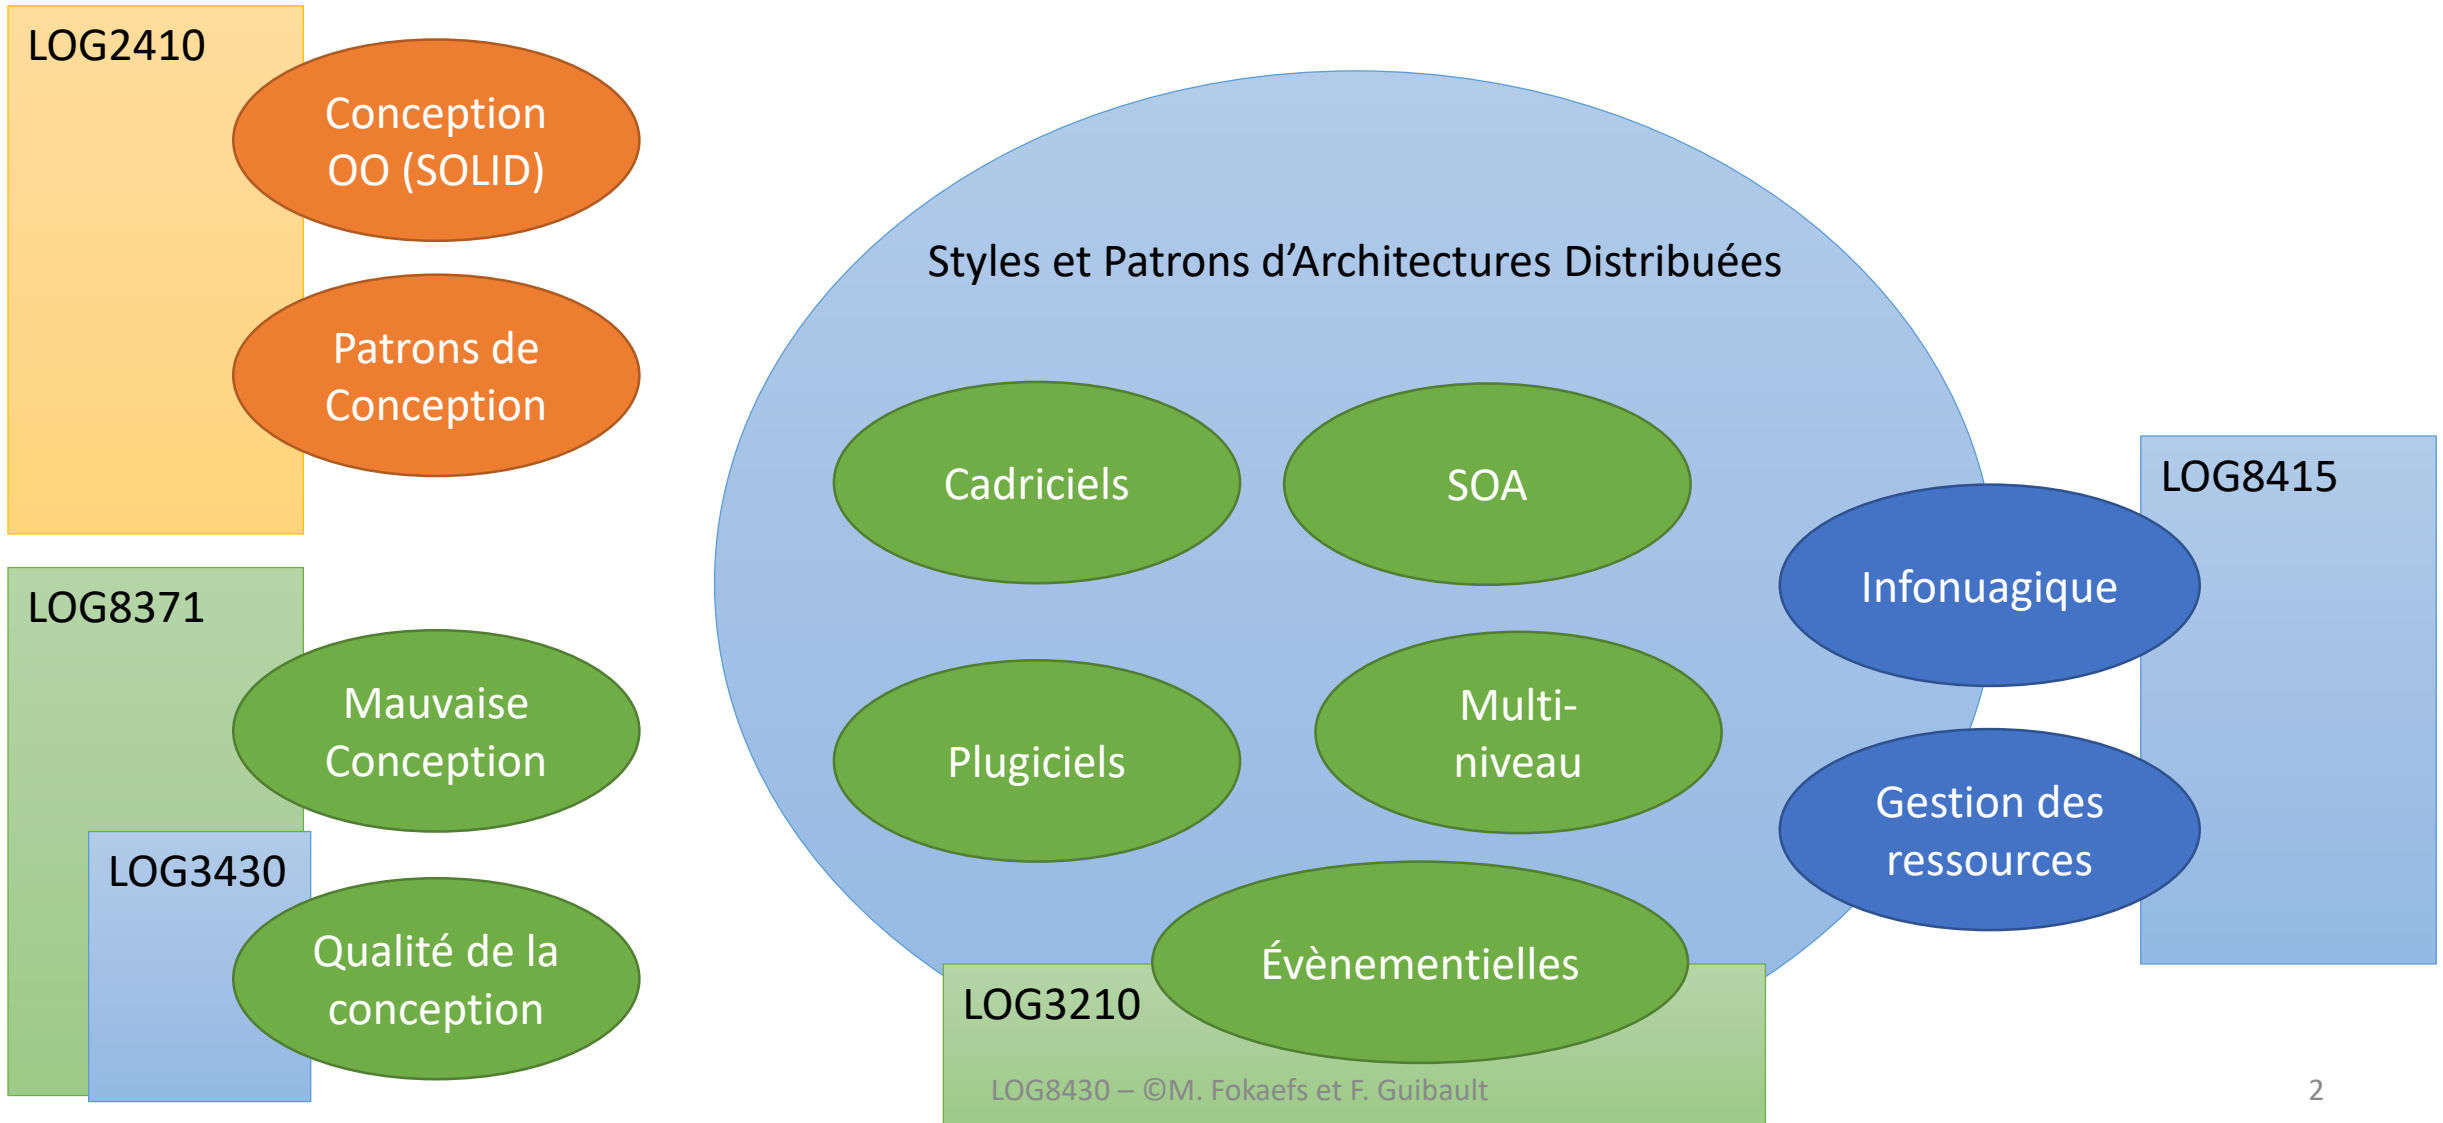 LOG2410
Conception
OO (SOLID)
Patrons de
Conception
LOG8371
Mauvaise
Conception
LOG3430
Qualité de la
conception
Styles et Patrons d’Architectures Distribuées
Cadriciels
SOA
Plugiciels
Multi-
niveau
Évènementielles
LOG3210
LOG8415
Infonuagique
Gestion des
ressources
LOG8430 – ©M. Fokaefs et F. Guibault
2